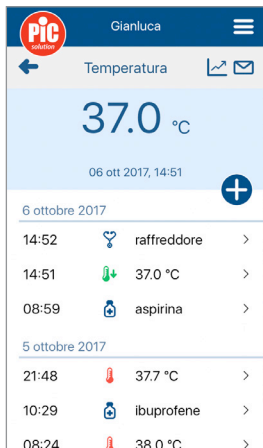 PiC
solution
Gianluca
Temperatura
37.0 °C
06 ott 2017, 14:51
6 ottobre 2017
14:52 raffreddore
14:51 37.0 °C
08:59 aspirina
5 ottobre 2017
21:48 37.7 °C
10:29 ibuprofene
08:24 38.0 °C